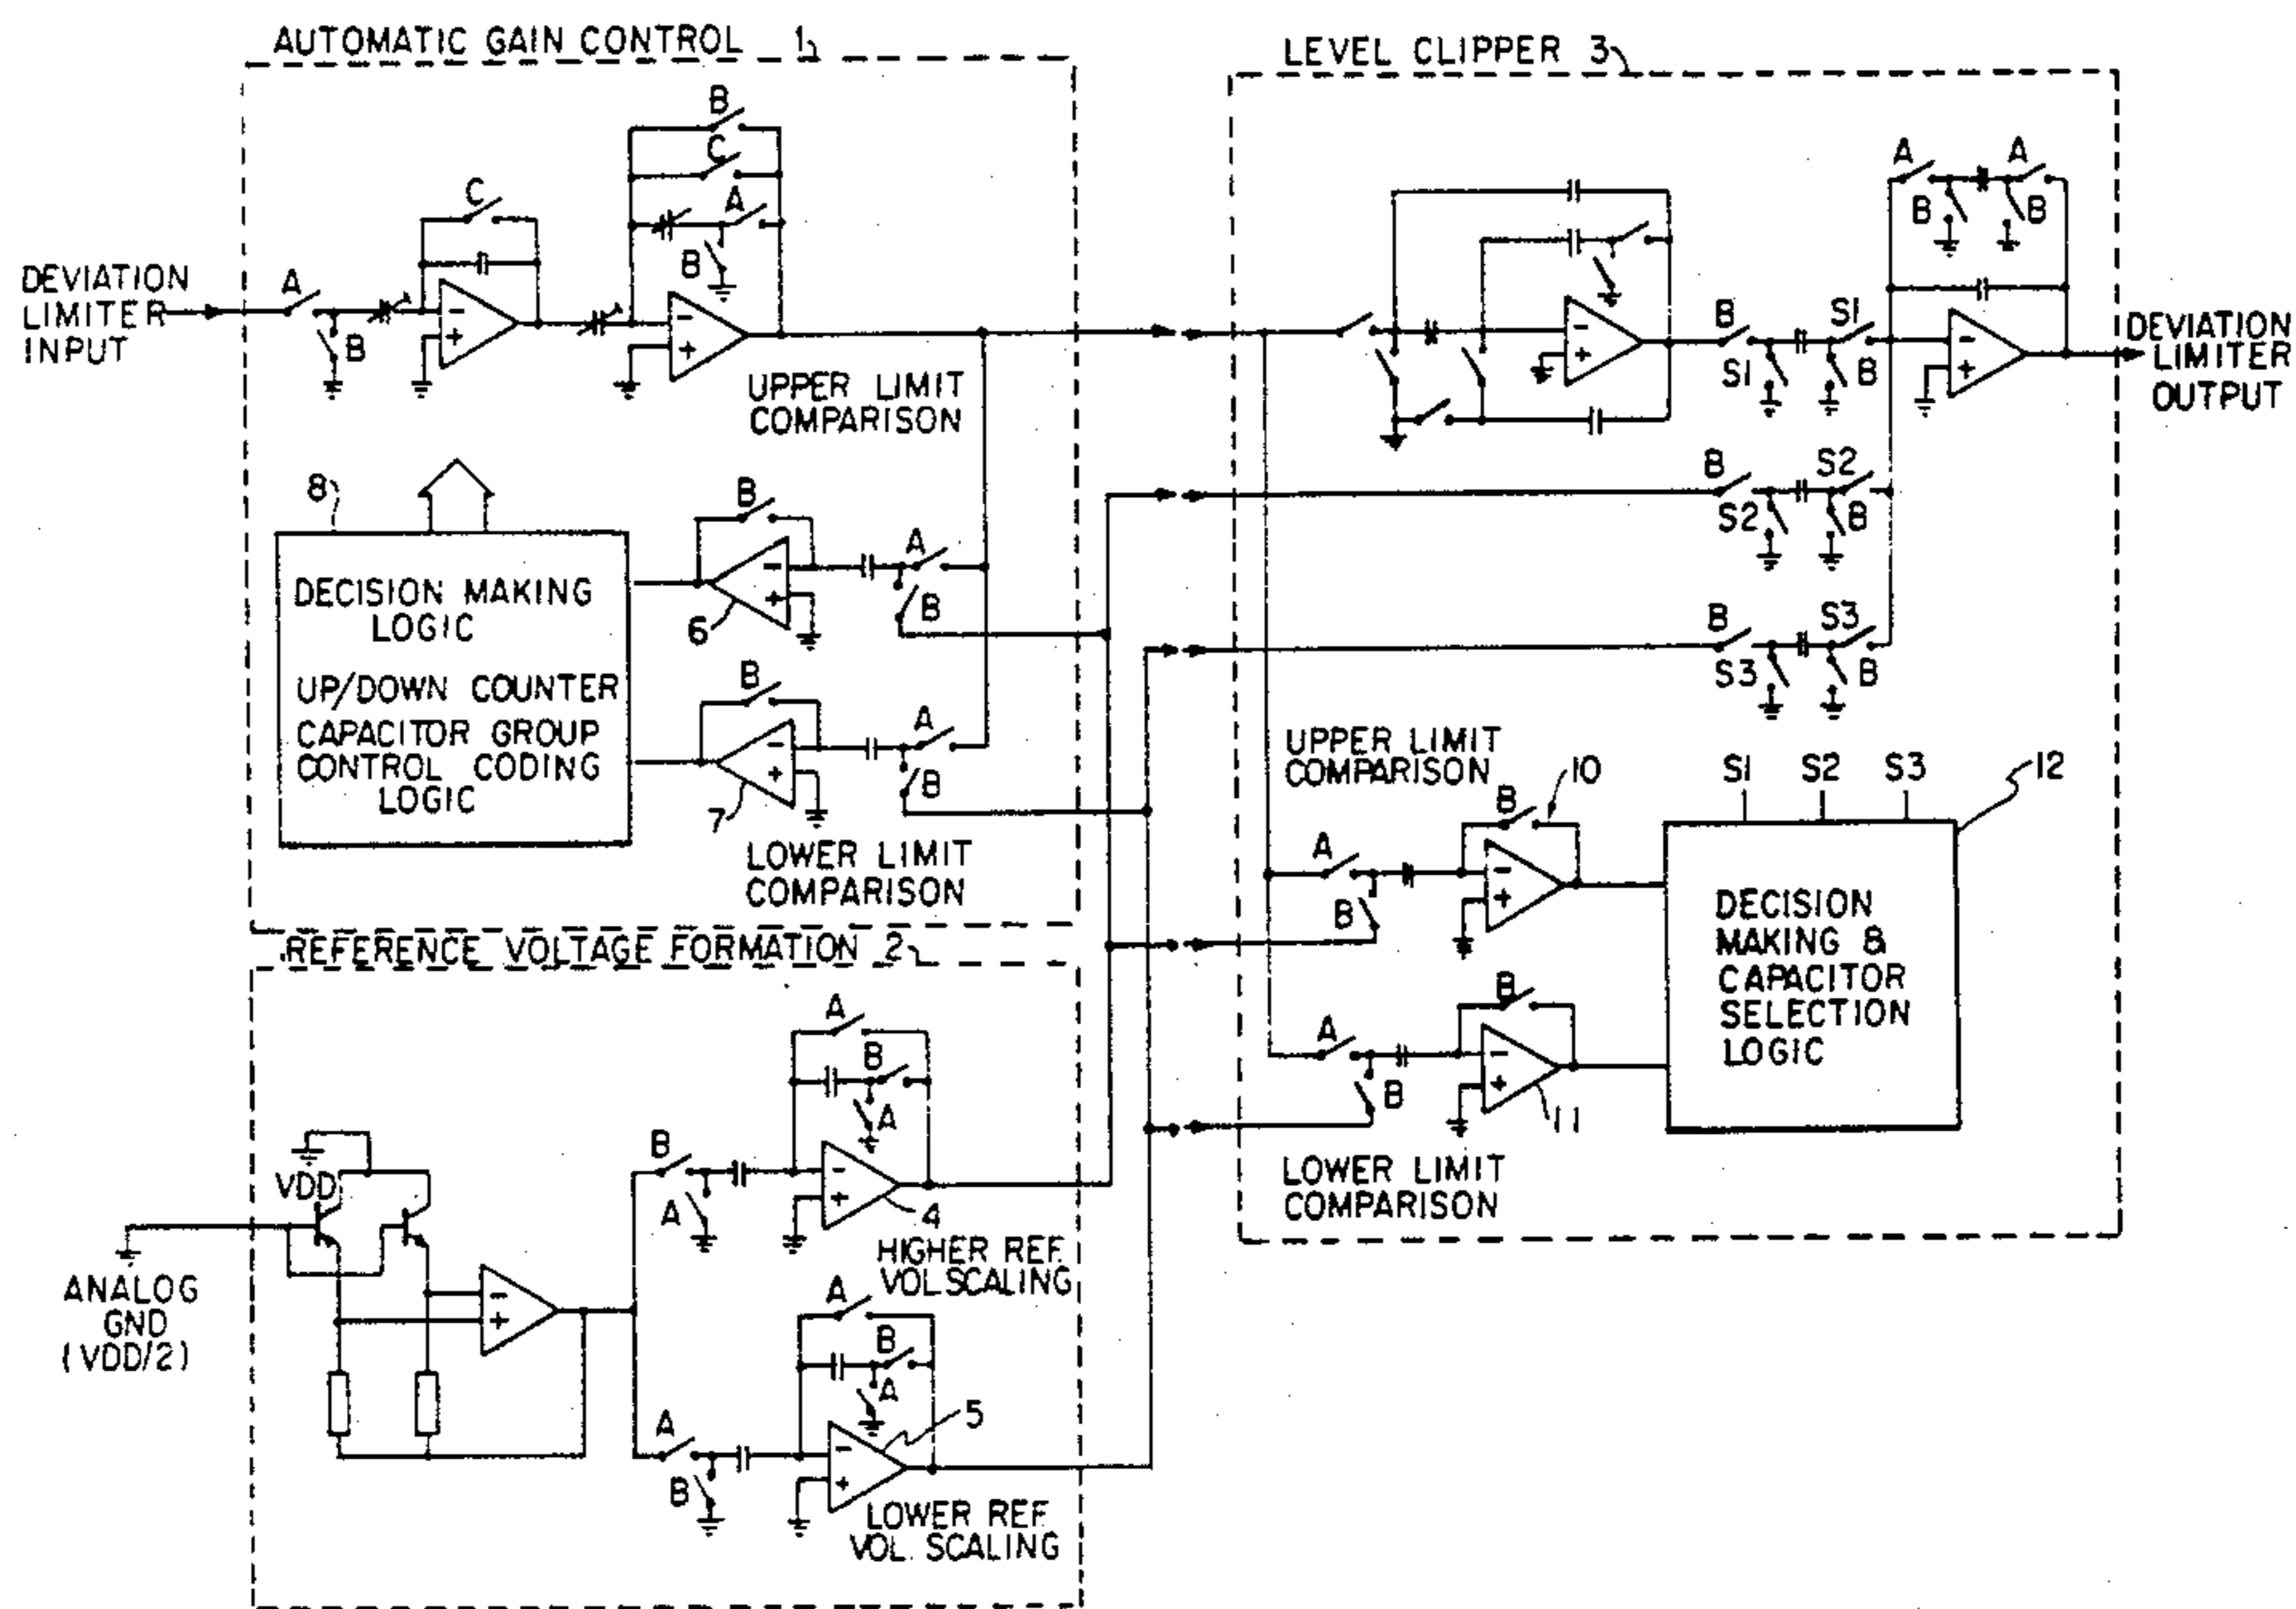 AUTOMATIC GAIN CONTROL 1
B
C
C
A
B
A
B
DEVIATION
LIMITER
INPUT
-
+
-
+
UPPER LIMIT
COMPARISON
8
B
A
DECISION MAKING
LOGIC
-
+
6
B
UP/DOWN COUNTER
CAPACITOR GROUP
CONTROL CODING
LOGIC
B
A
-
+
7
B
LOWER LIMIT
COMPARISON
REFERENCE VOLTAGE FORMATION 2
A
B
A
VDD
B
A
-
+
4
HIGHER REF.
VOL SCALING
ANALOG
GND
(VDD/2)
-
+
A
B
A
A
B
-
+
5
LOWER REF.
VOL. SCALING
LEVEL CLIPPER 3
A
A
B
B
-
+
B
S1
S1
B
-
+
DEVIATION
LIMITER
OUTPUT
B
S2
S2
B
B
S3
S3
B
UPPER LIMIT
COMPARISON
10
S1
S2
S3
12
B
A
B
-
+
DECISION
MAKING &
CAPACITOR
SELECTION
LOGIC
B
A
B
-
+
11
LOWER LIMIT
COMPARISON